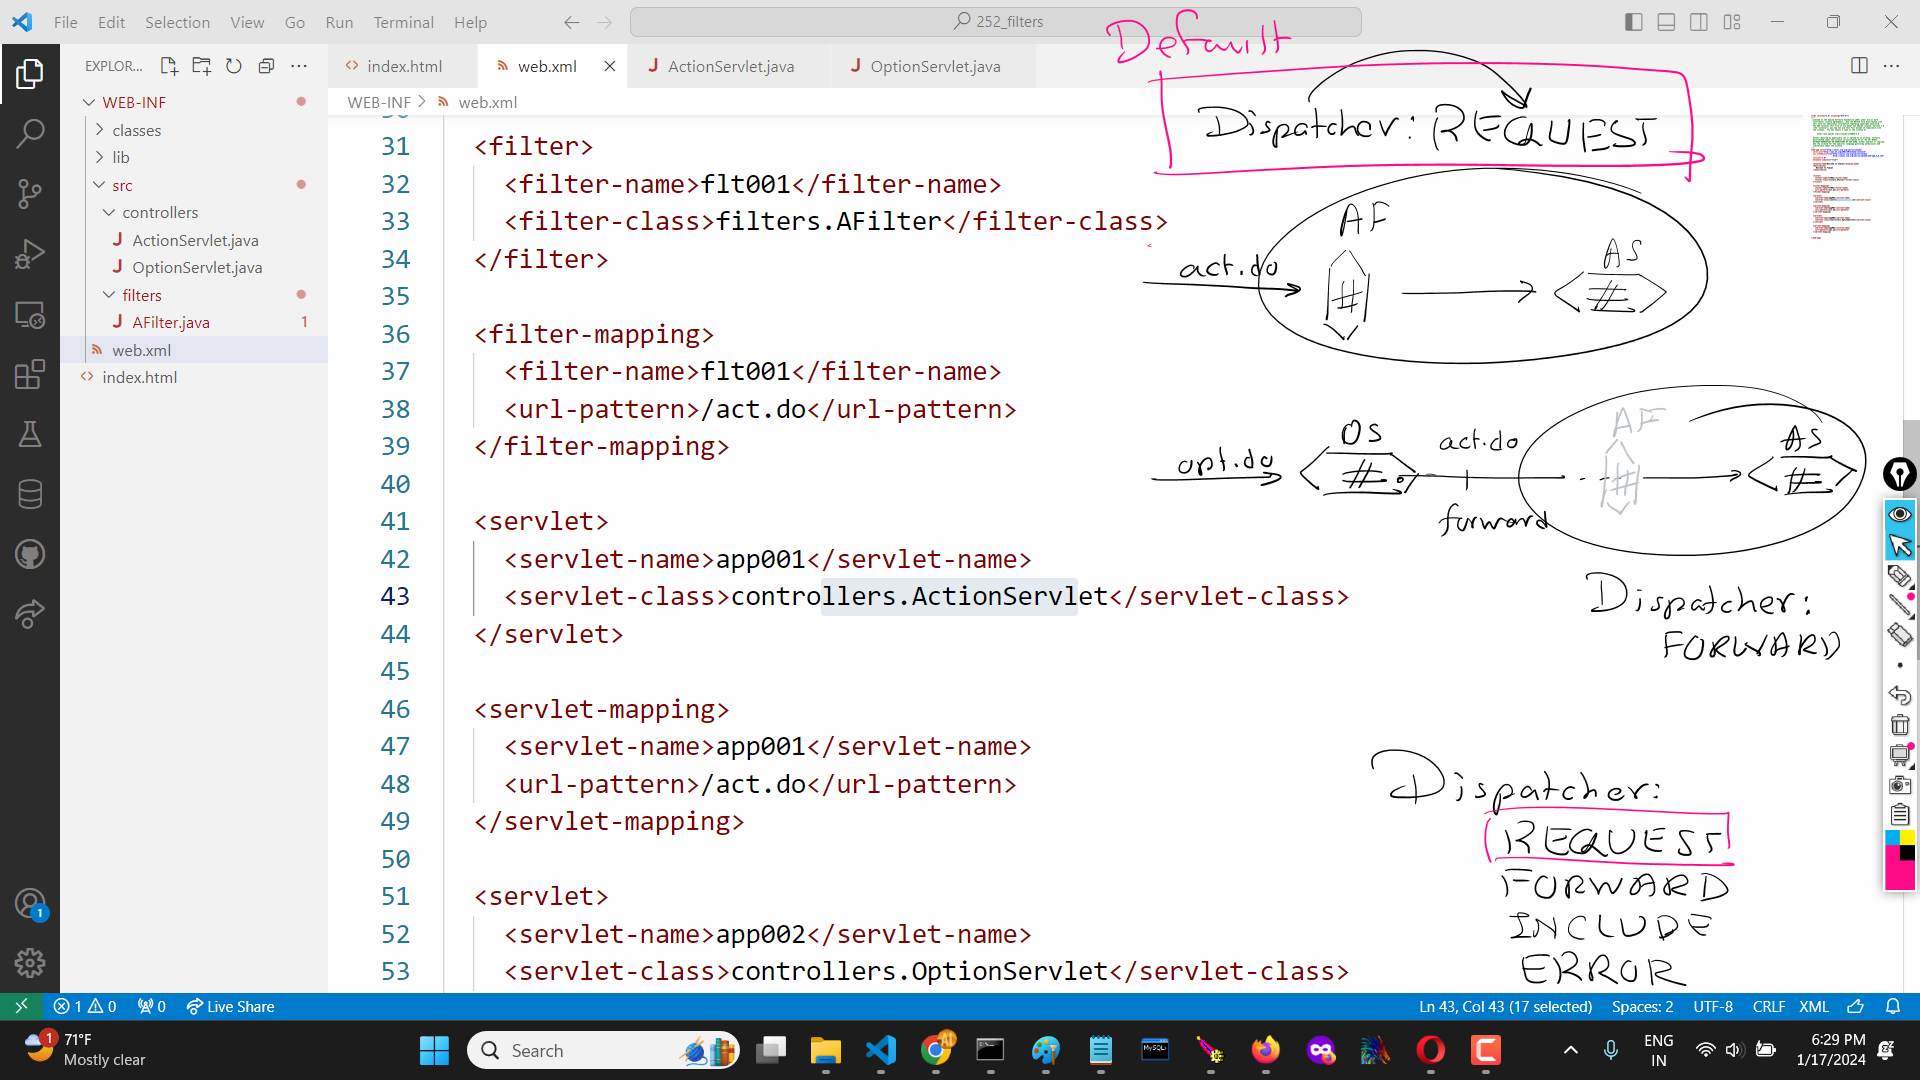 File Edit Selection View Go Run Terminal Help
252_filters
EXPLOR...
index.html
web.xml
ActionServlet.java
OptionServlet.java
WEB-INF
classes
lib
src
controllers
ActionServlet.java
OptionServlet.java
filters
AFilter.java 1
web.xml
index.html
WEB-INF > web.xml
31 <filter>
32 <filter-name>flt001</filter-name>
33 <filter-class>filters.AFilter</filter-class>
34 </filter>
35
36 <filter-mapping>
37 <filter-name>flt001</filter-name>
38 <url-pattern>/act.do</url-pattern>
39 </filter-mapping>
40
41 <servlet>
42 <servlet-name>app001</servlet-name>
43 <servlet-class>controllers.ActionServlet</servlet-class>
44 </servlet>
45
46 <servlet-mapping>
47 <servlet-name>app001</servlet-name>
48 <url-pattern>/act.do</url-pattern>
49 </servlet-mapping>
50
51 <servlet>
52 <servlet-name>app002</servlet-name>
53 <servlet-class>controllers.OptionServlet</servlet-class>
Default
Dispatcher: REQUEST
AF
act.do
AS
#
#
OS
act.do
AF
AS
opt.do
#
#
#
forward
Dispatcher:
FORWARD
Dispatcher:
REQUEST
FORWARD
INCLUDE
ERROR
1
1 0 0 Live Share
Ln 43, Col 43 (17 selected) Spaces: 2 UTF-8 CRLF XML
1
71°F
Mostly clear
Search
MySQL
ENG
IN
6:29 PM
1/17/2024